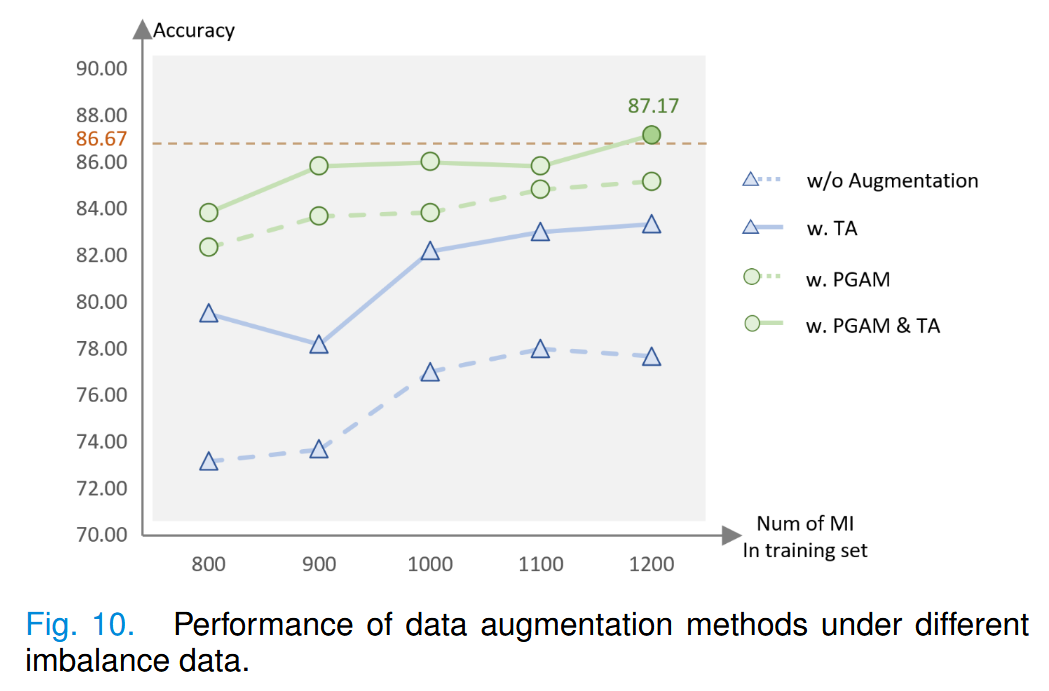 Accuracy
90.00
88.00
87.17
86.67
86.00
84.00
82.00
80.00
78.00
76.00
74.00
72.00
70.00
800 900 1000 1100 1200
Num of MI
In training set
w/o Augmentation
w. TA
w. PGAM
w. PGAM & TA
Fig. 10. Performance of data augmentation methods under different
imbalance data.